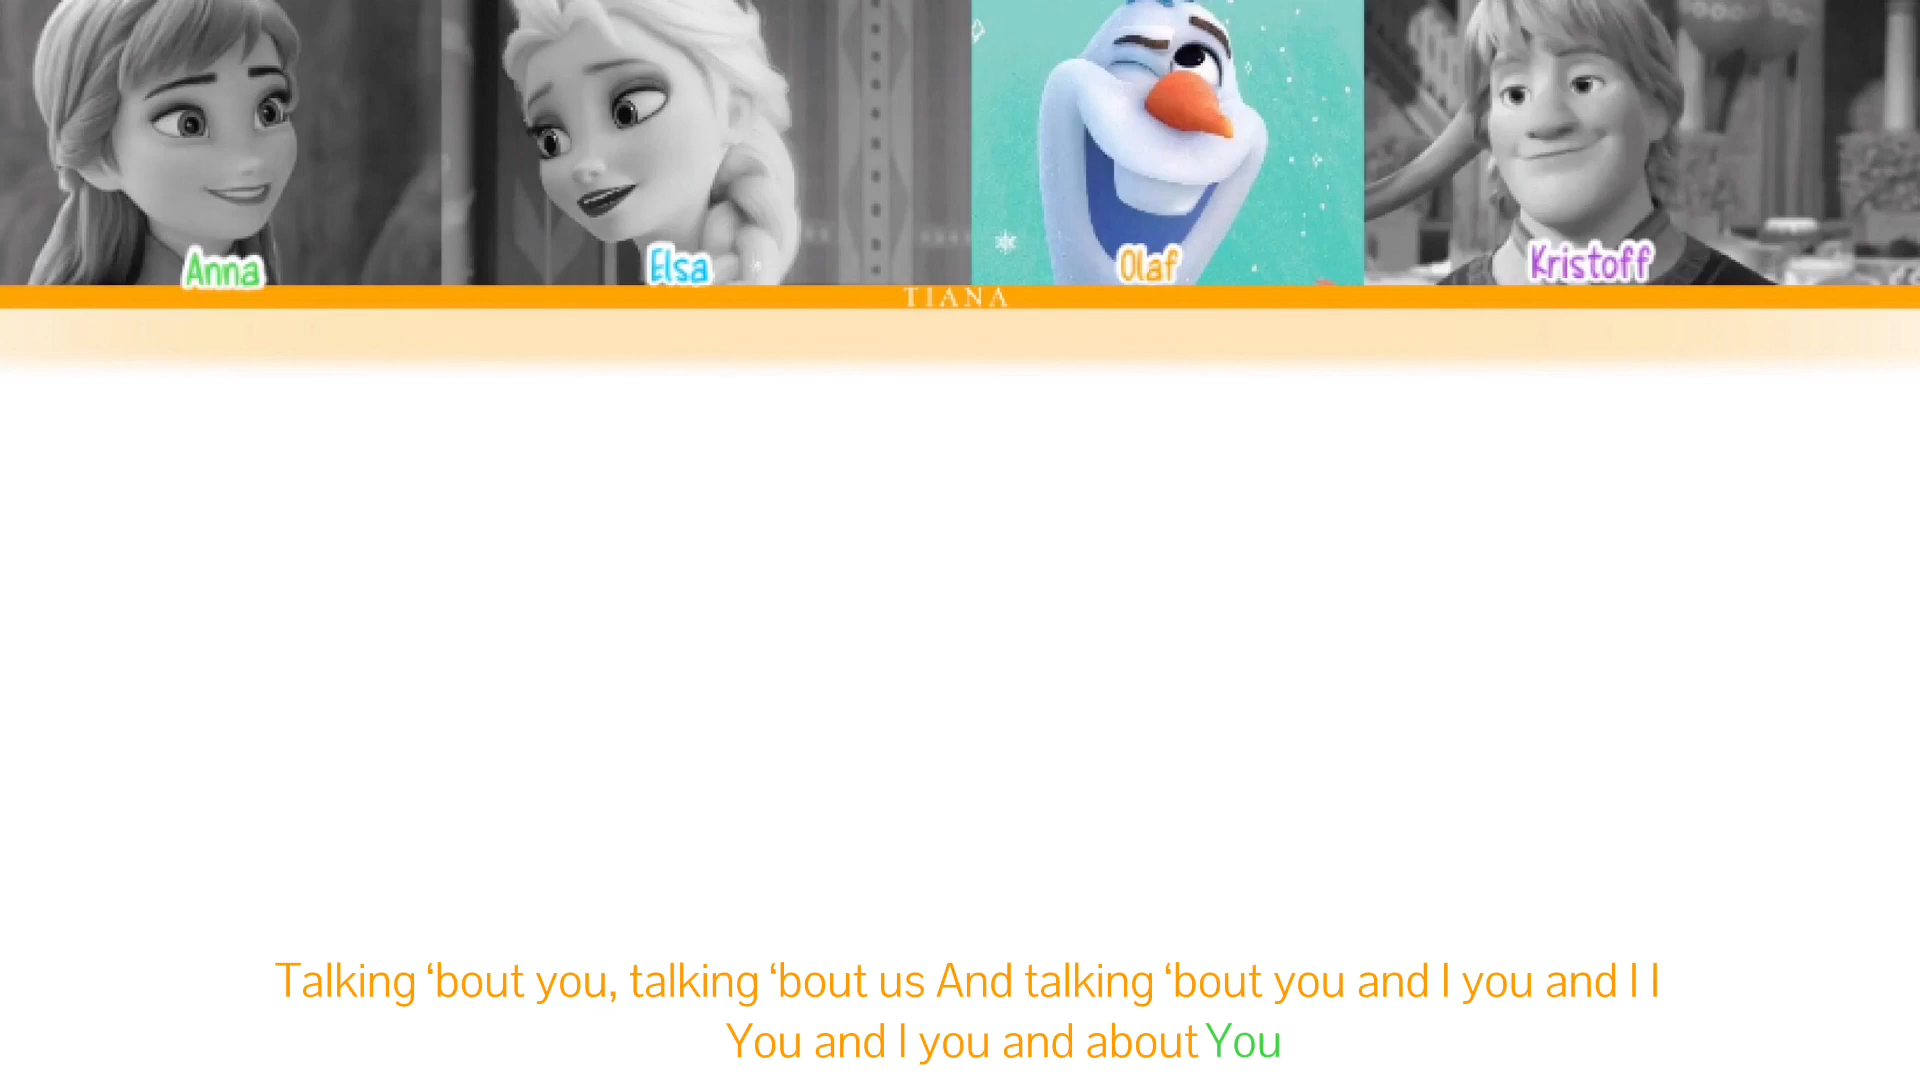 Anna
Elsa
Olaf
Kristoff
TIANA
Talking ‘bout you, talking ‘bout us And talking ‘bout you and I you and I I
You and I you and about You